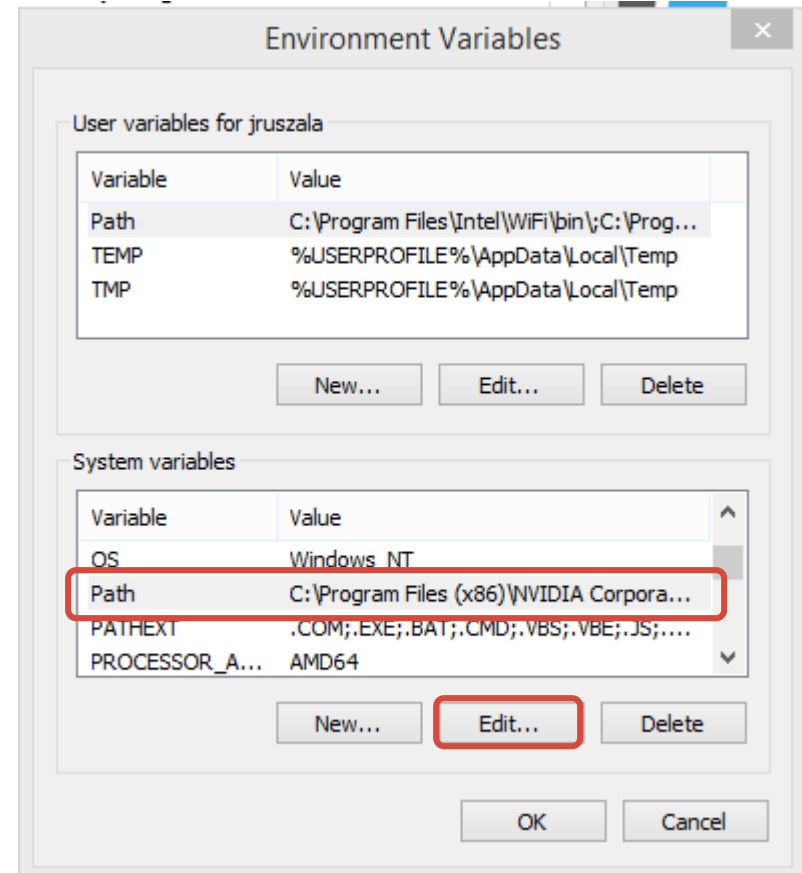 Environment Variables
User variables for jruszala
Variable Value
Path C:\Program Files\Intel\WiFi\bin\;C:\Prog...
TEMP %USERPROFILE%\AppData\Local\Temp
TMP %USERPROFILE%\AppData\Local\Temp
New... Edit... Delete
System variables
Variable Value
OS Windows_NT
Path C:\Program Files (x86)\NVIDIA Corpora...
PATHEXT .COM;.EXE;.BAT;.CMD;.VBS;.VBE;.JS;....
PROCESSOR_A... AMD64
New... Edit... Delete
OK Cancel